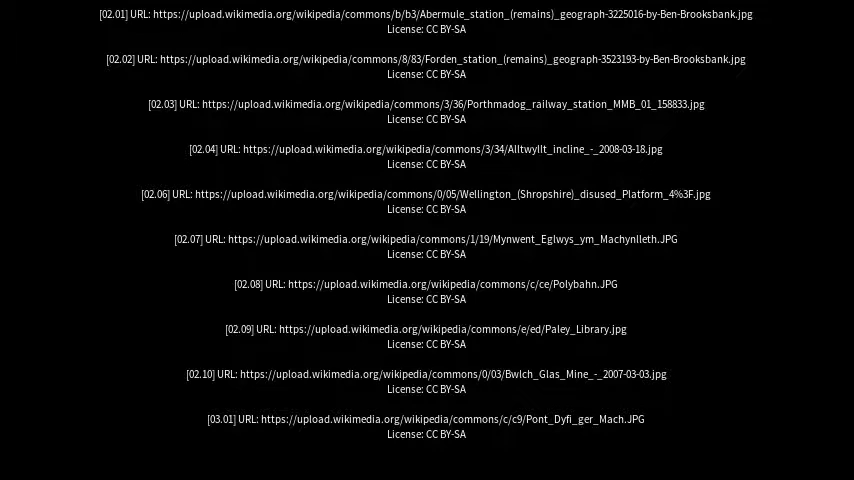 [02.01] URL: https://upload.wikimedia.org/wikipedia/commons/b/b3/Abermule_station_(remains)_geograph-3225016-by-Ben-Brooksbank.jpg
License: CC BY-SA
[02.02] URL: https://upload.wikimedia.org/wikipedia/commons/8/83/Forden_station_(remains)_geograph-3523193-by-Ben-Brooksbank.jpg
License: CC BY-SA
[02.03] URL: https://upload.wikimedia.org/wikipedia/commons/3/36/Porthmadog_railway_station_MMB_01_158833.jpg
License: CC BY-SA
[02.04] URL: https://upload.wikimedia.org/wikipedia/commons/3/34/Alltwyllt_incline_-_2008-03-18.jpg
License: CC BY-SA
[02.06] URL: https://upload.wikimedia.org/wikipedia/commons/0/05/Wellington_(Shropshire)_disused_Platform_4%3F.jpg
License: CC BY-SA
[02.07] URL: https://upload.wikimedia.org/wikipedia/commons/1/19/Mynwent_Eglwys_ym_Machynlleth.JPG
License: CC BY-SA
[02.08] URL: https://upload.wikimedia.org/wikipedia/commons/c/ce/Polybahn.JPG
License: CC BY-SA
[02.09] URL: https://upload.wikimedia.org/wikipedia/commons/e/ed/Paley_Library.jpg
License: CC BY-SA
[02.10] URL: https://upload.wikimedia.org/wikipedia/commons/0/03/Bwlch_Glas_Mine_-_2007-03-03.jpg
License: CC BY-SA
[03.01] URL: https://upload.wikimedia.org/wikipedia/commons/c/c9/Pont_Dyfi_ger_Mach.JPG
License: CC BY-SA